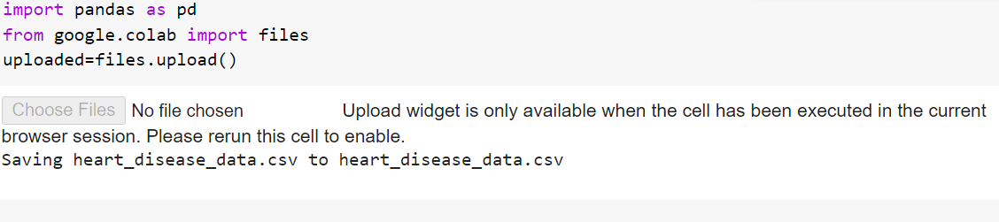 import pandas as pd
from google.colab import files
uploaded=files.upload()
Choose Files No file chosen Upload widget is only available when the cell has been executed in the current
browser session. Please rerun this cell to enable.
Saving heart_disease_data.csv to heart_disease_data.csv